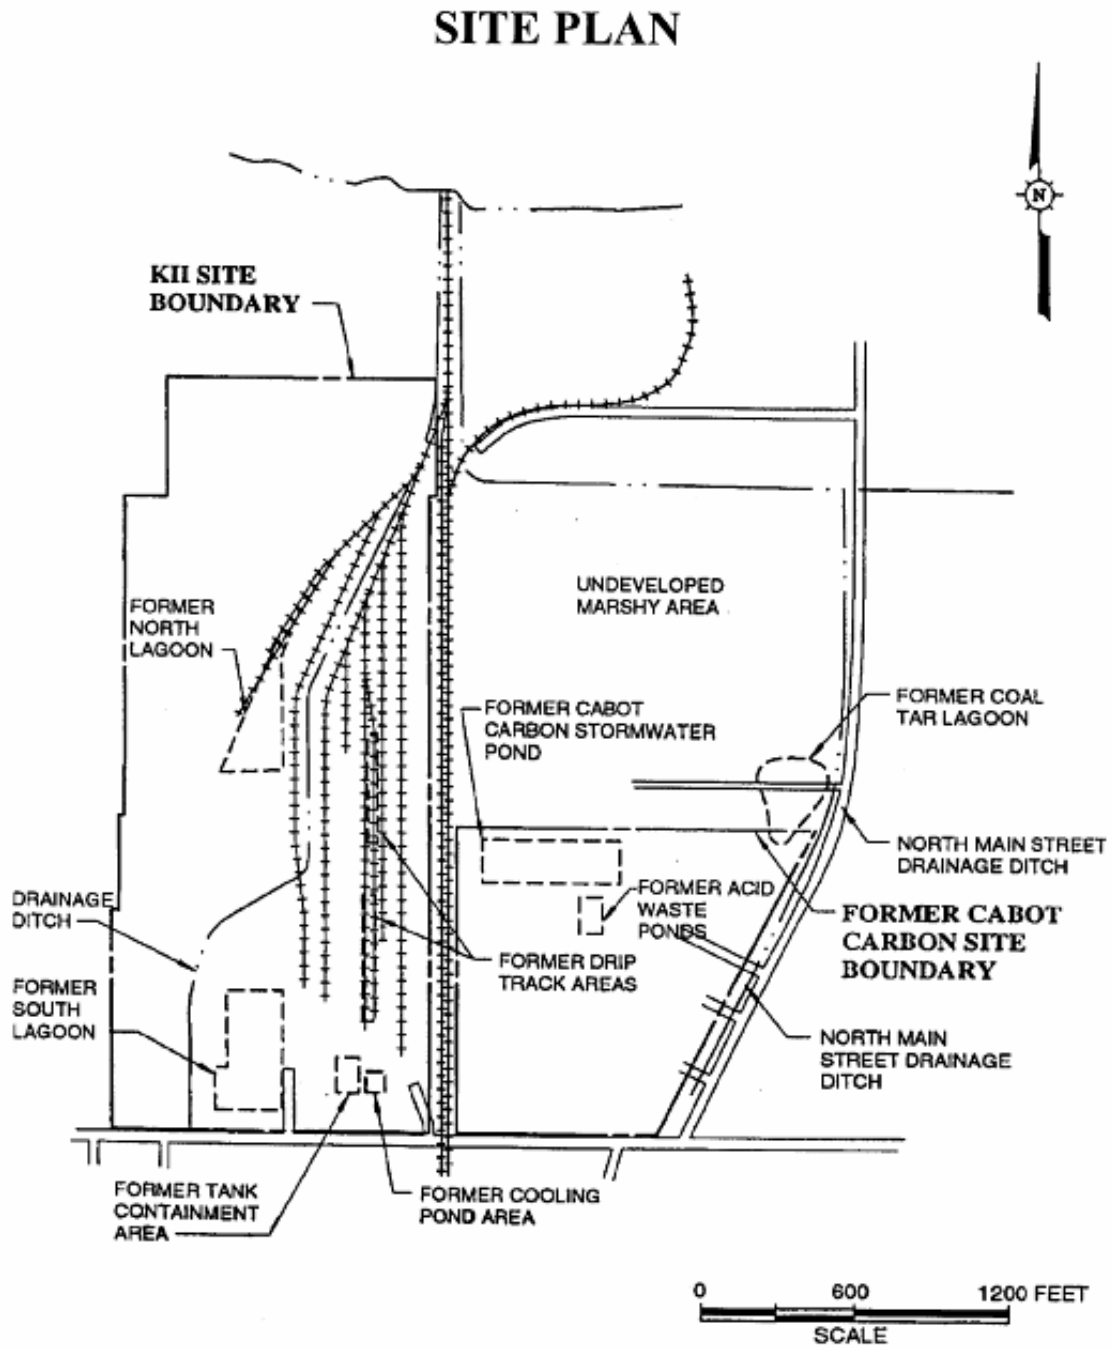 SITE PLAN
N
KII SITE
BOUNDARY
FORMER
NORTH
LAGOON
UNDEVELOPED
MARSHY AREA
FORMER CABOT
CARBON STORMWATER
POND
FORMER COAL
TAR LAGOON
NORTH MAIN STREET
DRAINAGE DITCH
FORMER ACID
WASTE
PONDS
FORMER CABOT
CARBON SITE
BOUNDARY
DRAINAGE
DITCH
FORMER
SOUTH
LAGOON
FORMER DRIP
TRACK AREAS
NORTH MAIN
STREET DRAINAGE
DITCH
FORMER TANK
CONTAINMENT
AREA
FORMER COOLING
POND AREA
0 600 1200 FEET
SCALE